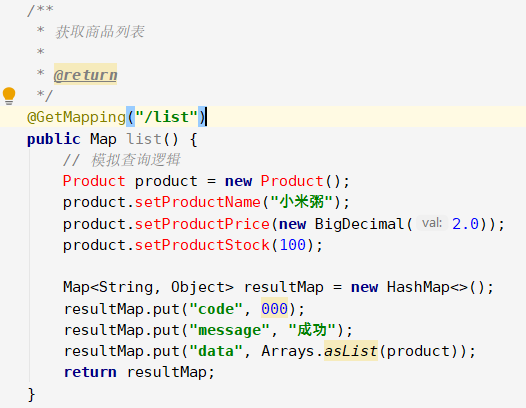 /**
 * 获取商品列表
 *
 * @return
 */
@GetMapping("/list")
public Map list() {
    // 模拟查询逻辑
    Product product = new Product();
    product.setProductName("小米粥");
    product.setProductPrice(new BigDecimal( val: 2.0));
    product.setProductStock(100);

    Map<String, Object> resultMap = new HashMap<>();
    resultMap.put("code", 000);
    resultMap.put("message", "成功");
    resultMap.put("data", Arrays.asList(product));
    return resultMap;
}